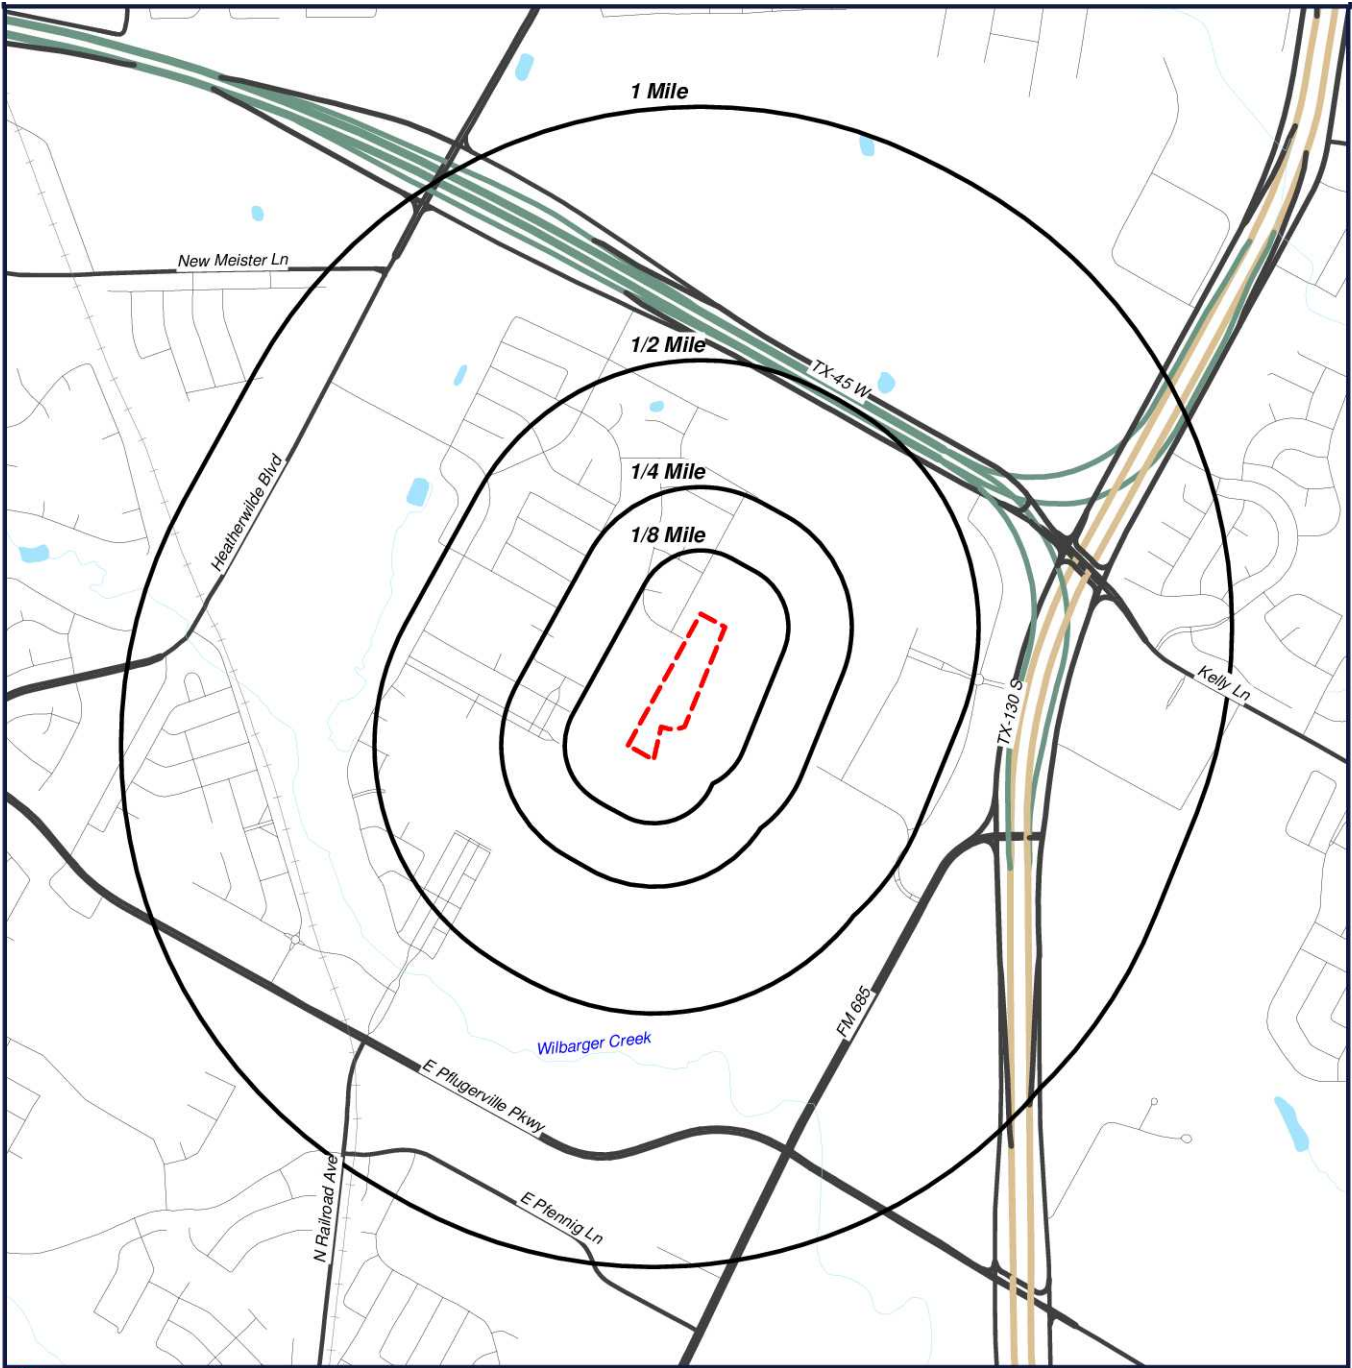 1 Mile
New Meister Ln
1/2 Mile
TX-45 W
1/4 Mile
Heatherwilde Blvd
1/8 Mile
Kelly Ln
TX-130 S
FM 685
Wilbarger Creek
E Pflugerville Pkwy
N Railroad Ave
E Pfennig Ln